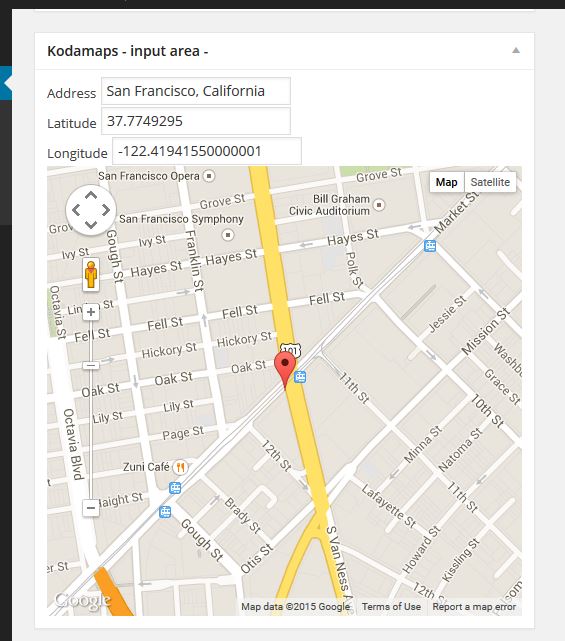 Kodamaps - input area -
Address San Francisco, California
Latitude 37.7749295
Longitude -122.41941550000001
Map Satellite
San Francisco Opera
Grove St
Bill Graham
Civic Auditorium
Grove St
San Francisco Symphony
Market St
Ivy St
Ivy St
Gough St
Franklin St
Hayes St
Hayes St
Hayes St
Polk St
Octavia St
Fell St
Fell St
Fell St
Fell St
Jessie St
Mission St
Hickory St
Hickory St
101
Oak St
Oak St
Oak St
Grace St
11th St
10th St
Lily St
Lily St
Octavia Blvd
Page St
12th St
Minna St
Natoma St
Zuni Café
11th St
Lafayette St
Brady St
Gough St
Otis St
S Van Ness
Howard St
Kissling St
12th St
Google
Map data ©2015 Google Terms of Use Report a map error